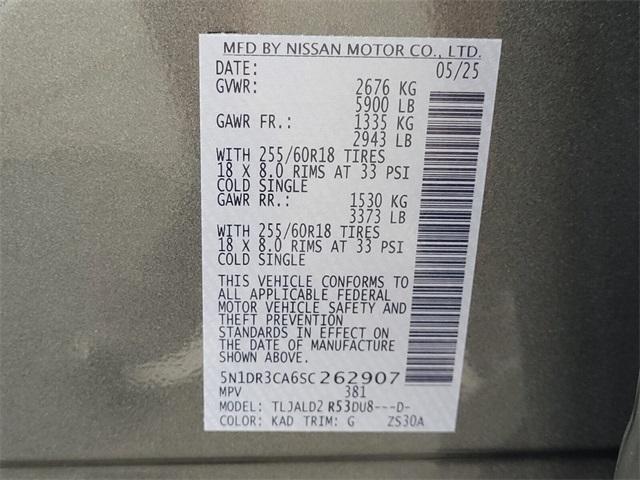 MFD BY NISSAN MOTOR CO., LTD.
DATE: 05/25
GVWR: 2676 KG
5900 LB
GAWR FR.: 1335 KG
2943 LB
WITH 255/60R18 TIRES
18 X 8.0 RIMS AT 33 PSI
COLD SINGLE
GAWR RR.: 1530 KG
3373 LB
WITH 255/60R18 TIRES
18 X 8.0 RIMS AT 33 PSI
COLD SINGLE
THIS VEHICLE CONFORMS TO
ALL APPLICABLE FEDERAL
MOTOR VEHICLE SAFETY AND
THEFT PREVENTION
STANDARDS IN EFFECT ON
THE DATE OF MANUFACTURE
SHOWN ABOVE.
5N1DR3CA6SC262907
MPV 381
MODEL: TLJALD2 R53DU8---D-
COLOR: KAD TRIM: G ZS30A